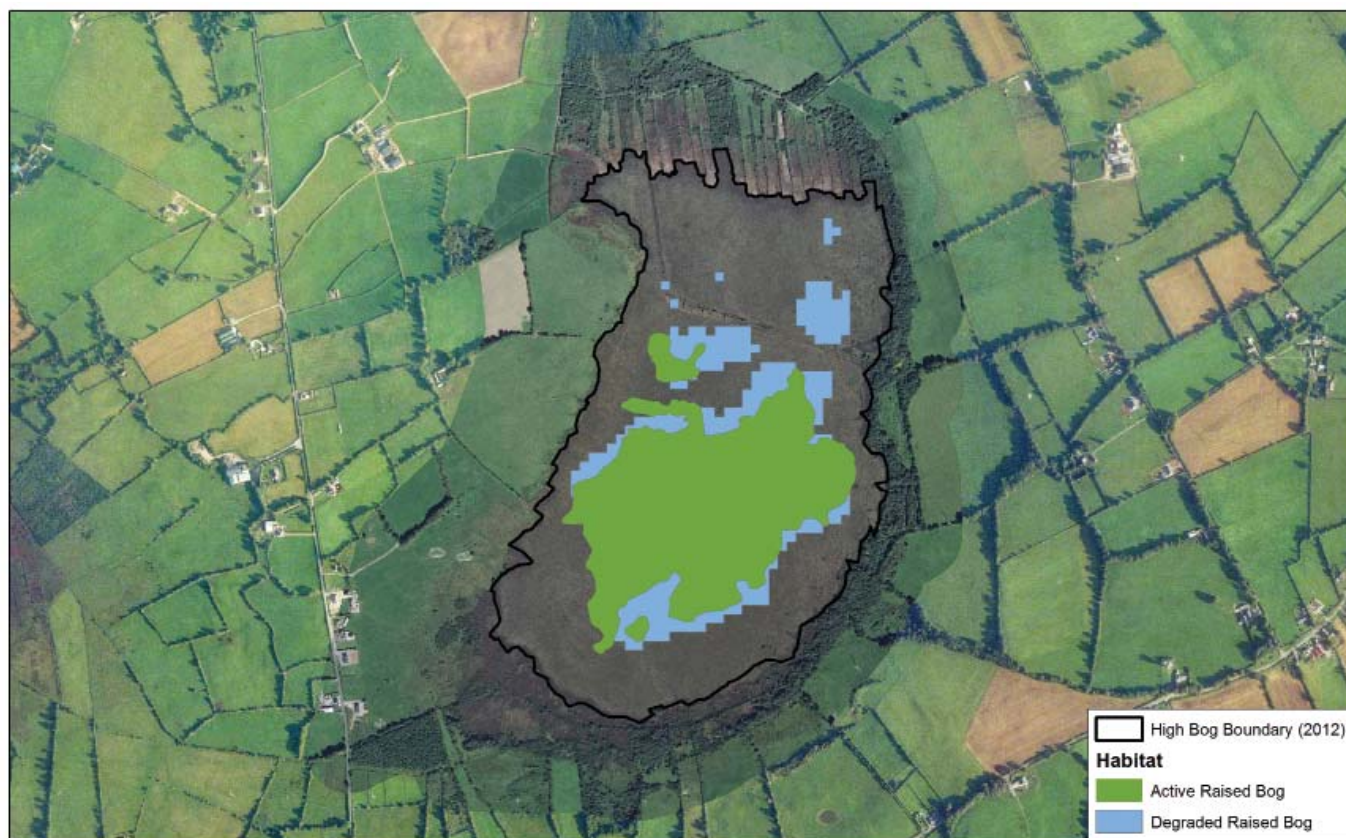 High Bog Boundary (2012)
Habitat
Active Raised Bog
Degraded Raised Bog